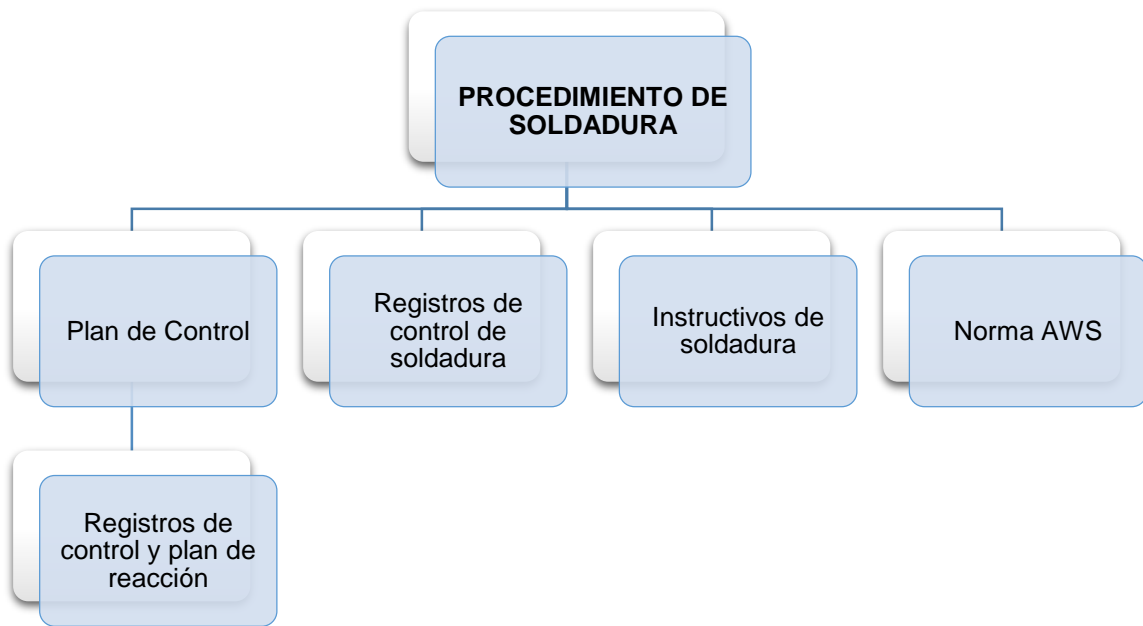 PROCEDIMIENTO DE
SOLDADURA
Plan de Control
Registros de
control de
soldadura
Instructivos de
soldadura
Norma AWS
Registros de
control y plan de
reacción